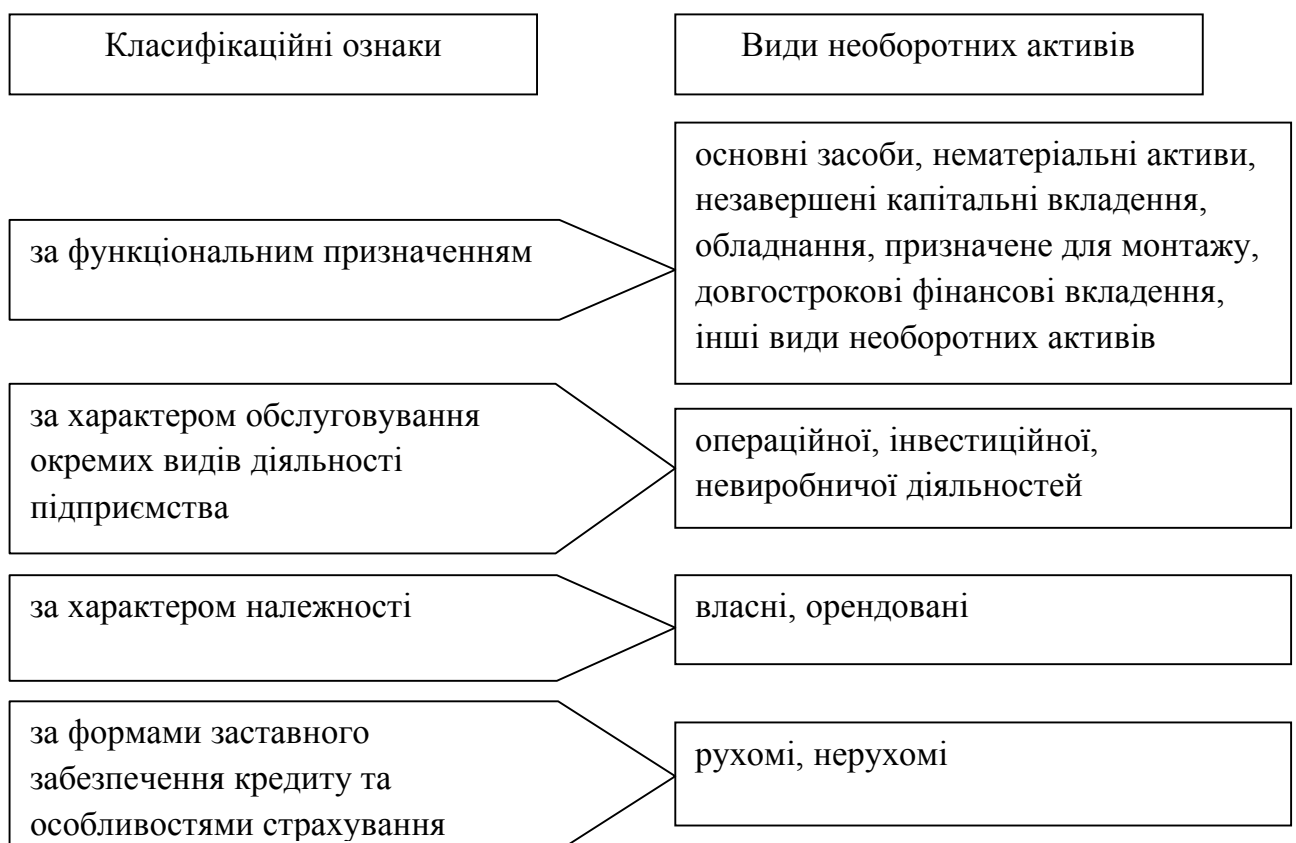 Класифікаційні ознаки
Види необоротних активів
за функціональним призначенням
основні засоби, нематеріальні активи,
незавершені капітальні вкладення,
обладнання, призначене для монтажу,
довгострокові фінансові вкладення,
інші види необоротних активів
за характером обслуговування
окремих видів діяльності
підприємства
операційної, інвестиційної,
невиробничої діяльностей
за характером належності
власні, орендовані
за формами заставного
забезпечення кредиту та
особливостями страхування
рухомі, нерухомі